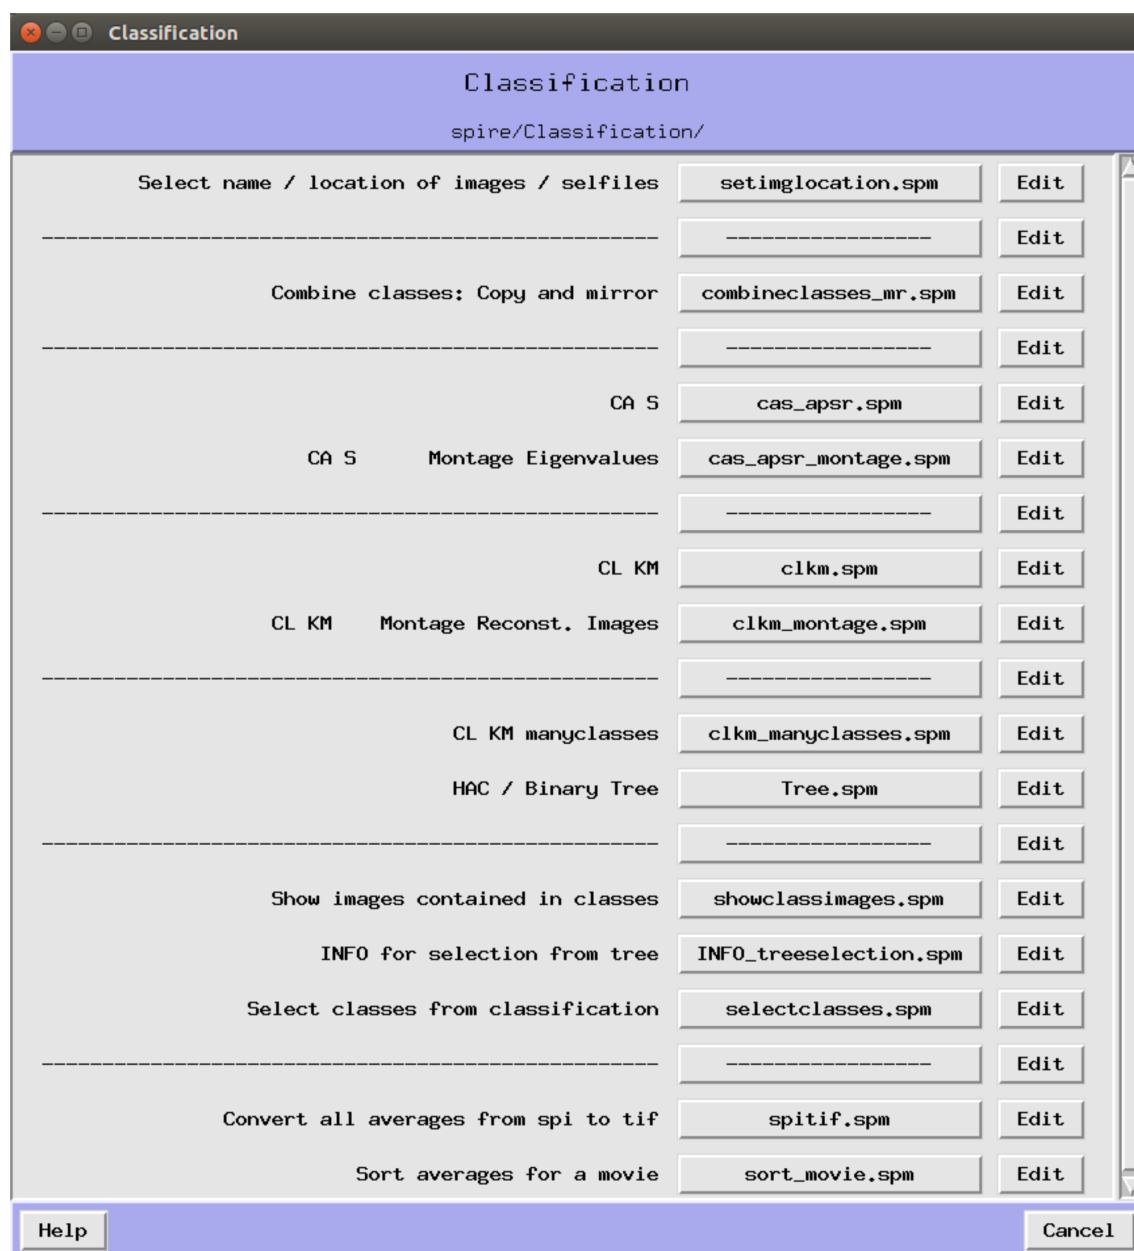 Classification
Classification
spire/Classification/
Select name / location of images / selfiles setimglocation.spm Edit
--------------------------------------------------- ----------------- Edit
Combine classes: Copy and mirror combineclasses_mr.spm Edit
--------------------------------------------------- ----------------- Edit
CA S cas_apsr.spm Edit
CA S Montage Eigenvalues cas_apsr_montage.spm Edit
--------------------------------------------------- ----------------- Edit
CL KM clkm.spm Edit
CL KM Montage Reconst. Images clkm_montage.spm Edit
--------------------------------------------------- ----------------- Edit
CL KM manyclasses clkm_manyclasses.spm Edit
HAC / Binary Tree Tree.spm Edit
--------------------------------------------------- ----------------- Edit
Show images contained in classes showclassimages.spm Edit
INFO for selection from tree INFO_treeselection.spm Edit
Select classes from classification selectclasses.spm Edit
--------------------------------------------------- ----------------- Edit
Convert all averages from spi to tif spitif.spm Edit
Sort averages for a movie sort_movie.spm Edit
Help Cancel